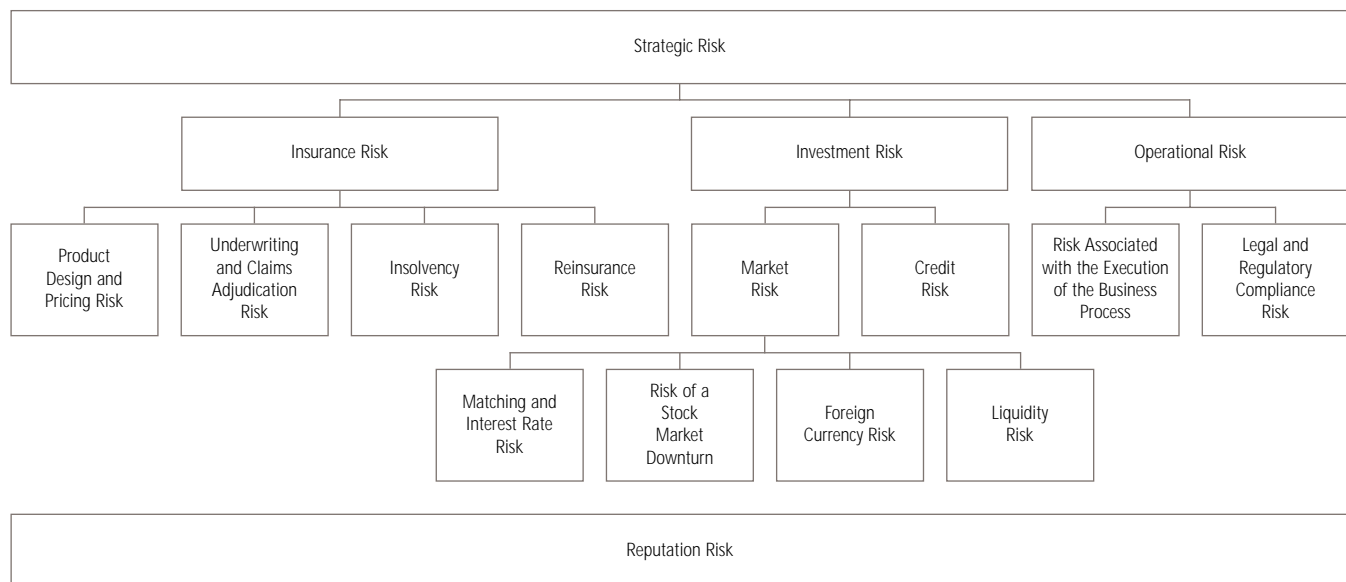 Strategic Risk
Insurance Risk
Investment Risk
Operational Risk
Product
Design and
Pricing Risk
Underwriting
and Claims
Adjudication
Risk
Insolvency
Risk
Reinsurance
Risk
Market
Risk
Credit
Risk
Risk Associated
with the Execution
of the Business
Process
Legal and
Regulatory
Compliance
Risk
Matching and
Interest Rate
Risk
Risk of a
Stock
Market
Downturn
Foreign
Currency Risk
Liquidity
Risk
Reputation Risk